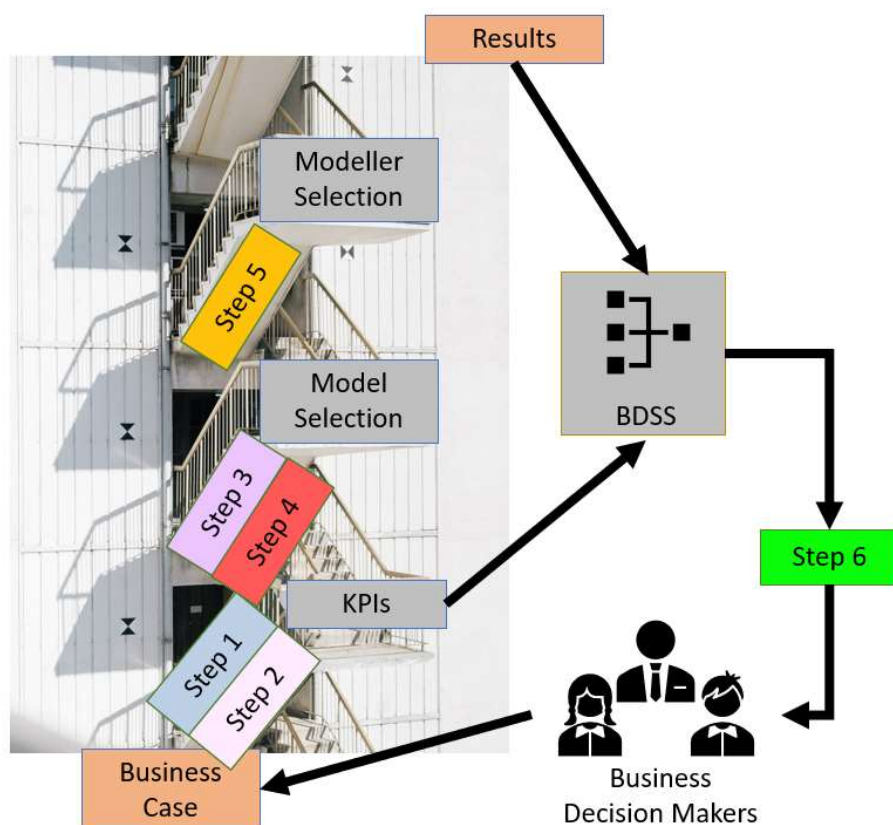 Results
Modeller
Selection
Step 5
Model
Selection
BDSS
Step 3
Step 4
Step 6
KPIs
Step 1
Step 2
Business
Case
Business
Decision Makers